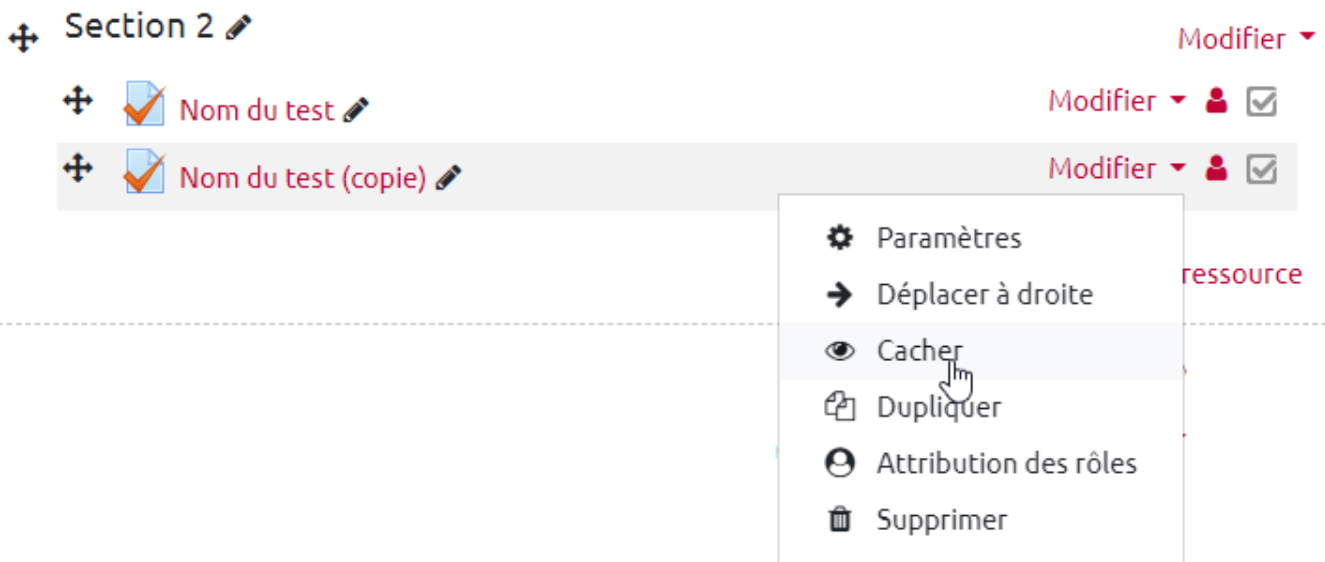 Section 2
Modifier
Nom du test
Modifier
Nom du test (copie)
Modifier
Paramètres
Déplacer à droite
ressource
Cacher
Dupliquer
Attribution des rôles
Supprimer